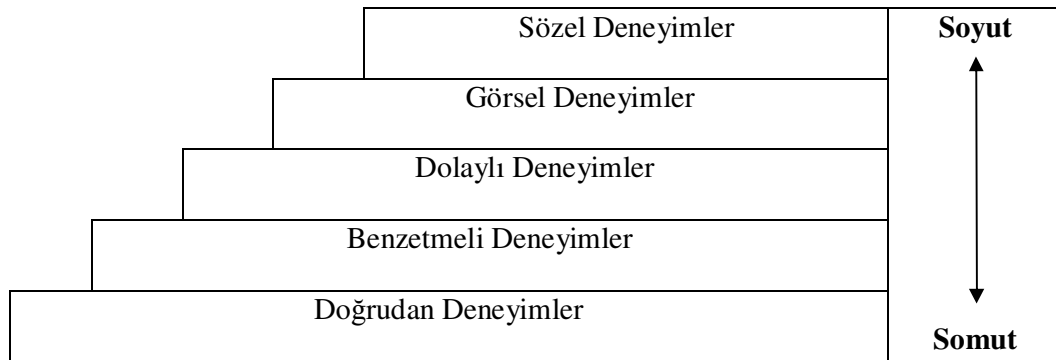 Sözel Deneyimler
Soyut
Görsel Deneyimler
Dolaylı Deneyimler
Benzetmeli Deneyimler
Doğrudan Deneyimler
Somut